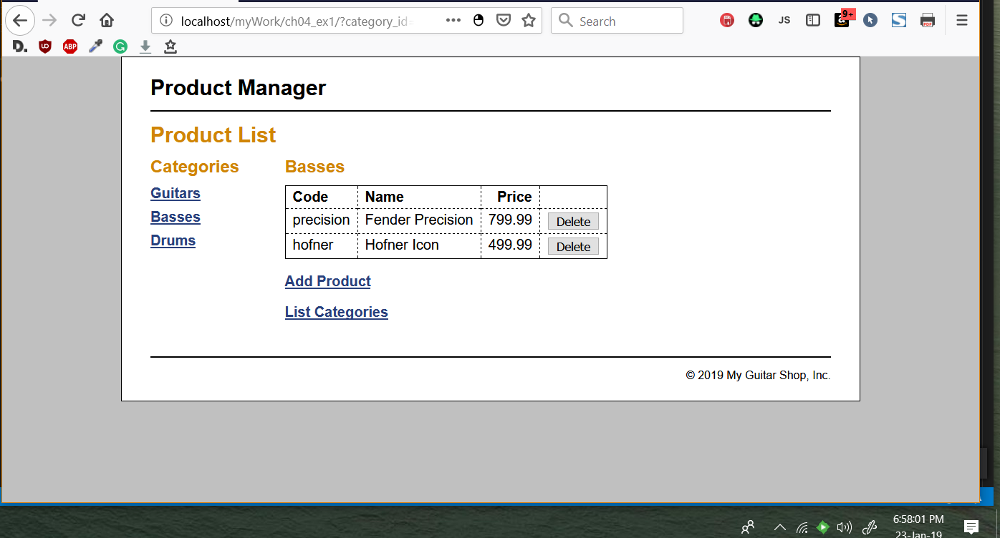 localhost/myWork/ch04_ex1/?category_id=
Search
JS
9+
D.
ABP
Product Manager
Product List
Categories
Guitars
Basses
Drums
Basses
Code Name Price
precision Fender Precision 799.99 Delete
hofner Hofner Icon 499.99 Delete
Add Product
List Categories
© 2019 My Guitar Shop, Inc.
6:58:01 PM
23-Jan-19